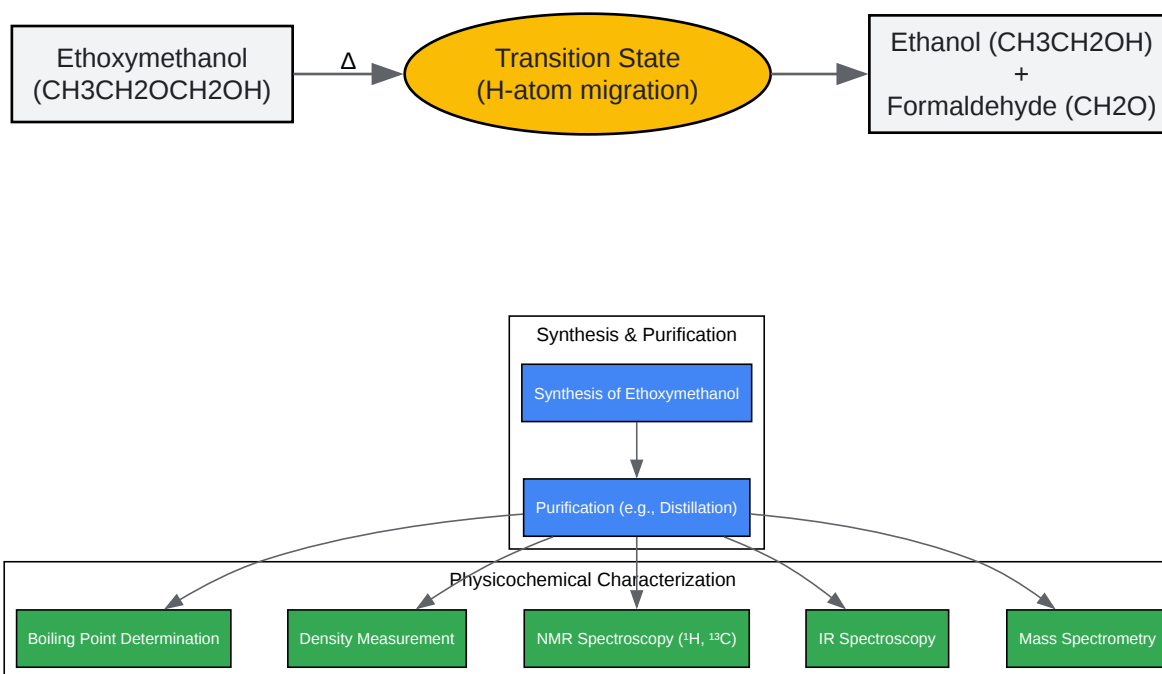 Ethoxymethanol
(CH3CH2OCH2OH)
Δ
Transition State
(H-atom migration)
Ethanol (CH3CH2OH)
+
Formaldehyde (CH2O)
Synthesis & Purification
Synthesis of Ethoxymethanol
Purification (e.g., Distillation)
Physicochemical Characterization
Boiling Point Determination
Density Measurement
NMR Spectroscopy (¹H, ¹³C)
IR Spectroscopy
Mass Spectrometry